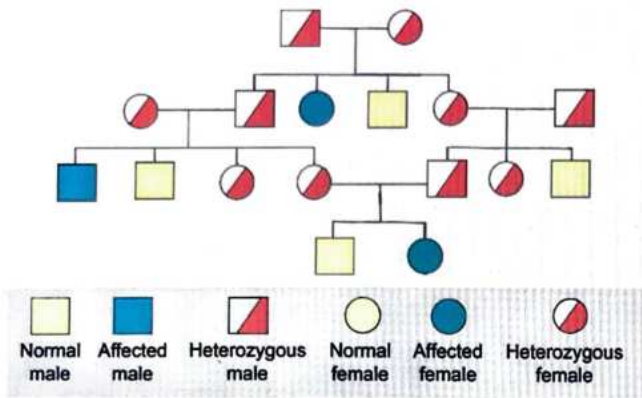 Normal male
Affected male
Heterozygous male
Normal female
Affected female
Heterozygous female